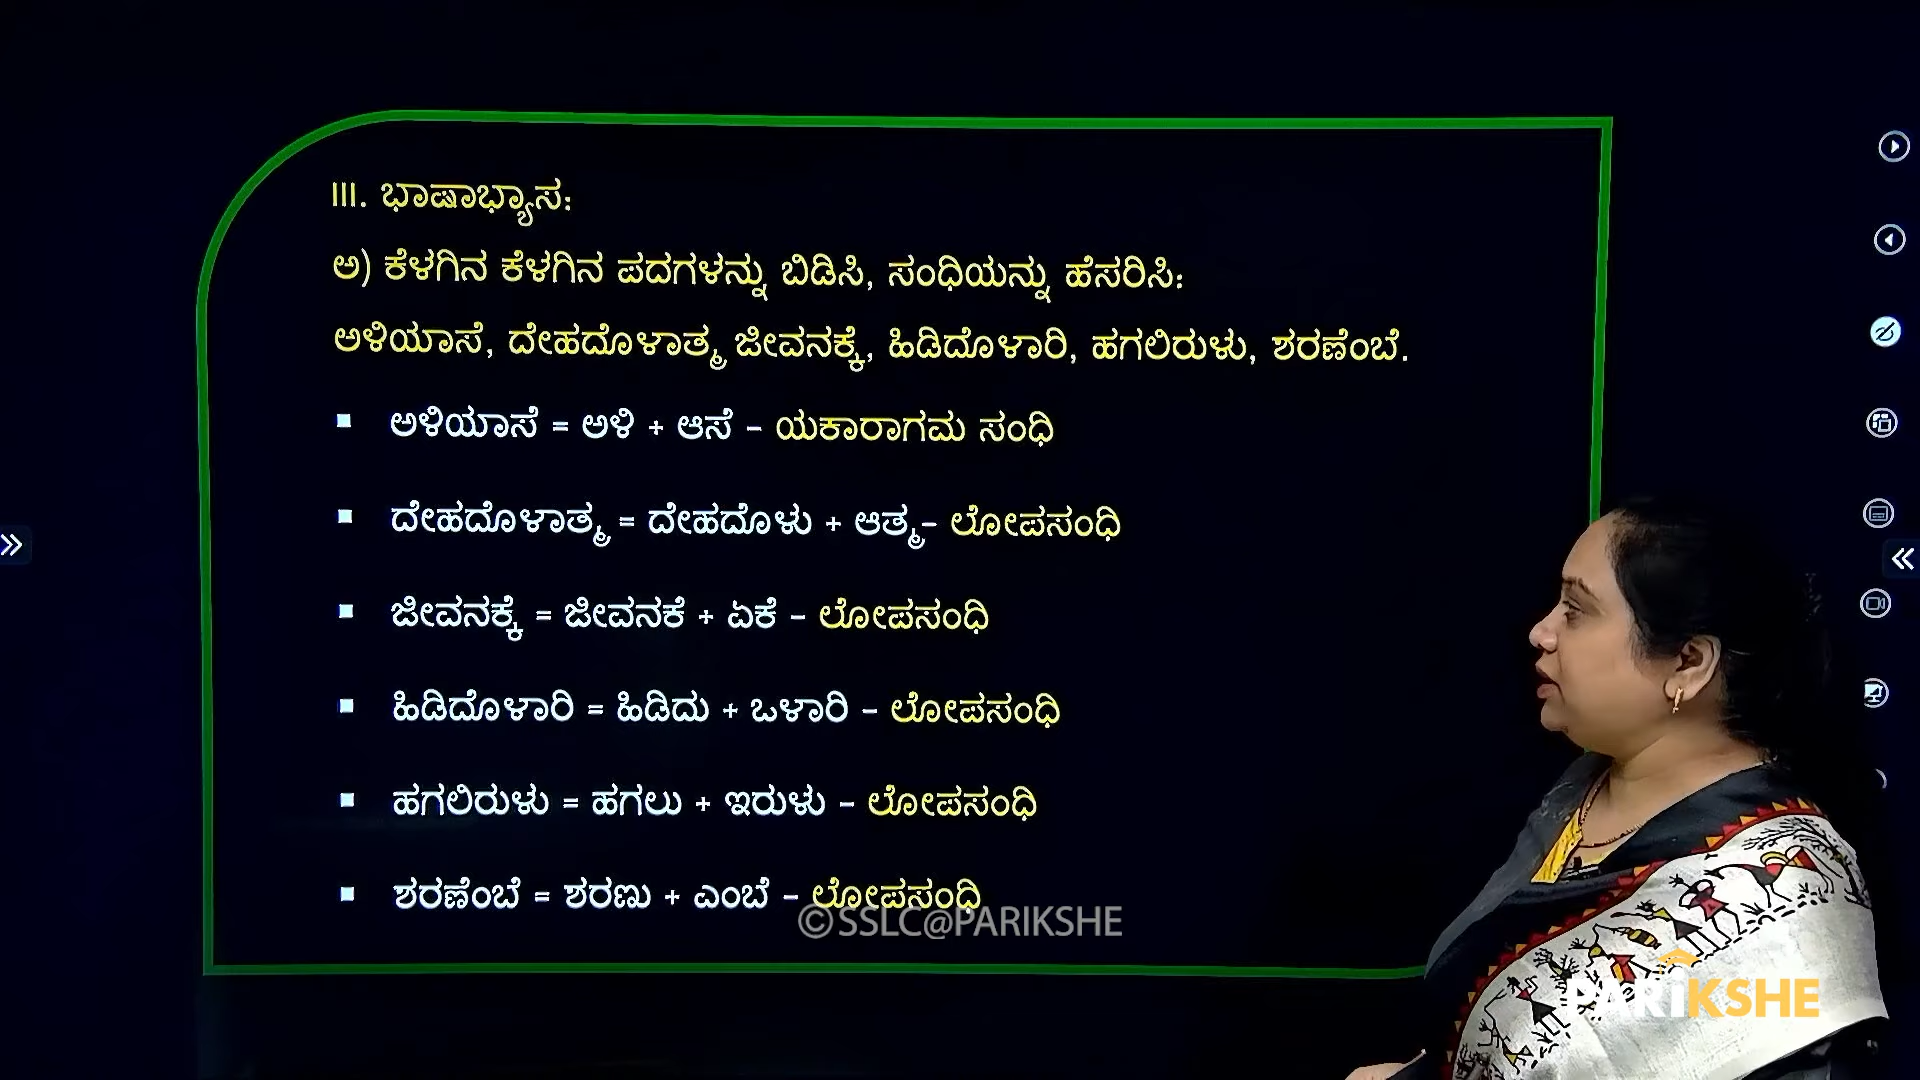 III. ಭಾಷಾಭ್ಯಾಸ:
ಅ) ಕೆಳಗಿನ ಕೆಳಗಿನ ಪದಗಳನ್ನು ಬಿಡಿಸಿ, ಸಂಧಿಯನ್ನು ಹೆಸರಿಸಿ:
ಅಳಿಯಾಸೆ, ದೇಹದೊಳಾತ್ಮ ಜೀವನಕ್ಕೆ, ಹಿಡಿದೊಳಾರಿ, ಹಗಲಿರುಳು, ಶರಣೆಂಬೆ.
▪ ಅಳಿಯಾಸೆ = ಅಳಿ + ಆಸೆ – ಯಕಾರಾಗಮ ಸಂಧಿ
▪ ದೇಹದೊಳಾತ್ಮ = ದೇಹದೊಳು + ಆತ್ಮ– ಲೋಪಸಂಧಿ
▪ ಜೀವನಕ್ಕೆ = ಜೀವನಕೆ + ಏಕೆ – ಲೋಪಸಂಧಿ
▪ ಹಿಡಿದೊಳಾರಿ = ಹಿಡಿದು + ಒಳಾರಿ – ಲೋಪಸಂಧಿ
▪ ಹಗಲಿರುಳು = ಹಗಲು + ಇರುಳು – ಲೋಪಸಂಧಿ
▪ ಶರಣೆಂಬೆ = ಶರಣು + ಎಂಬೆ – ಲೋಪಸಂಧಿ
©SSLC@PARIKSHE
PARIKSHE